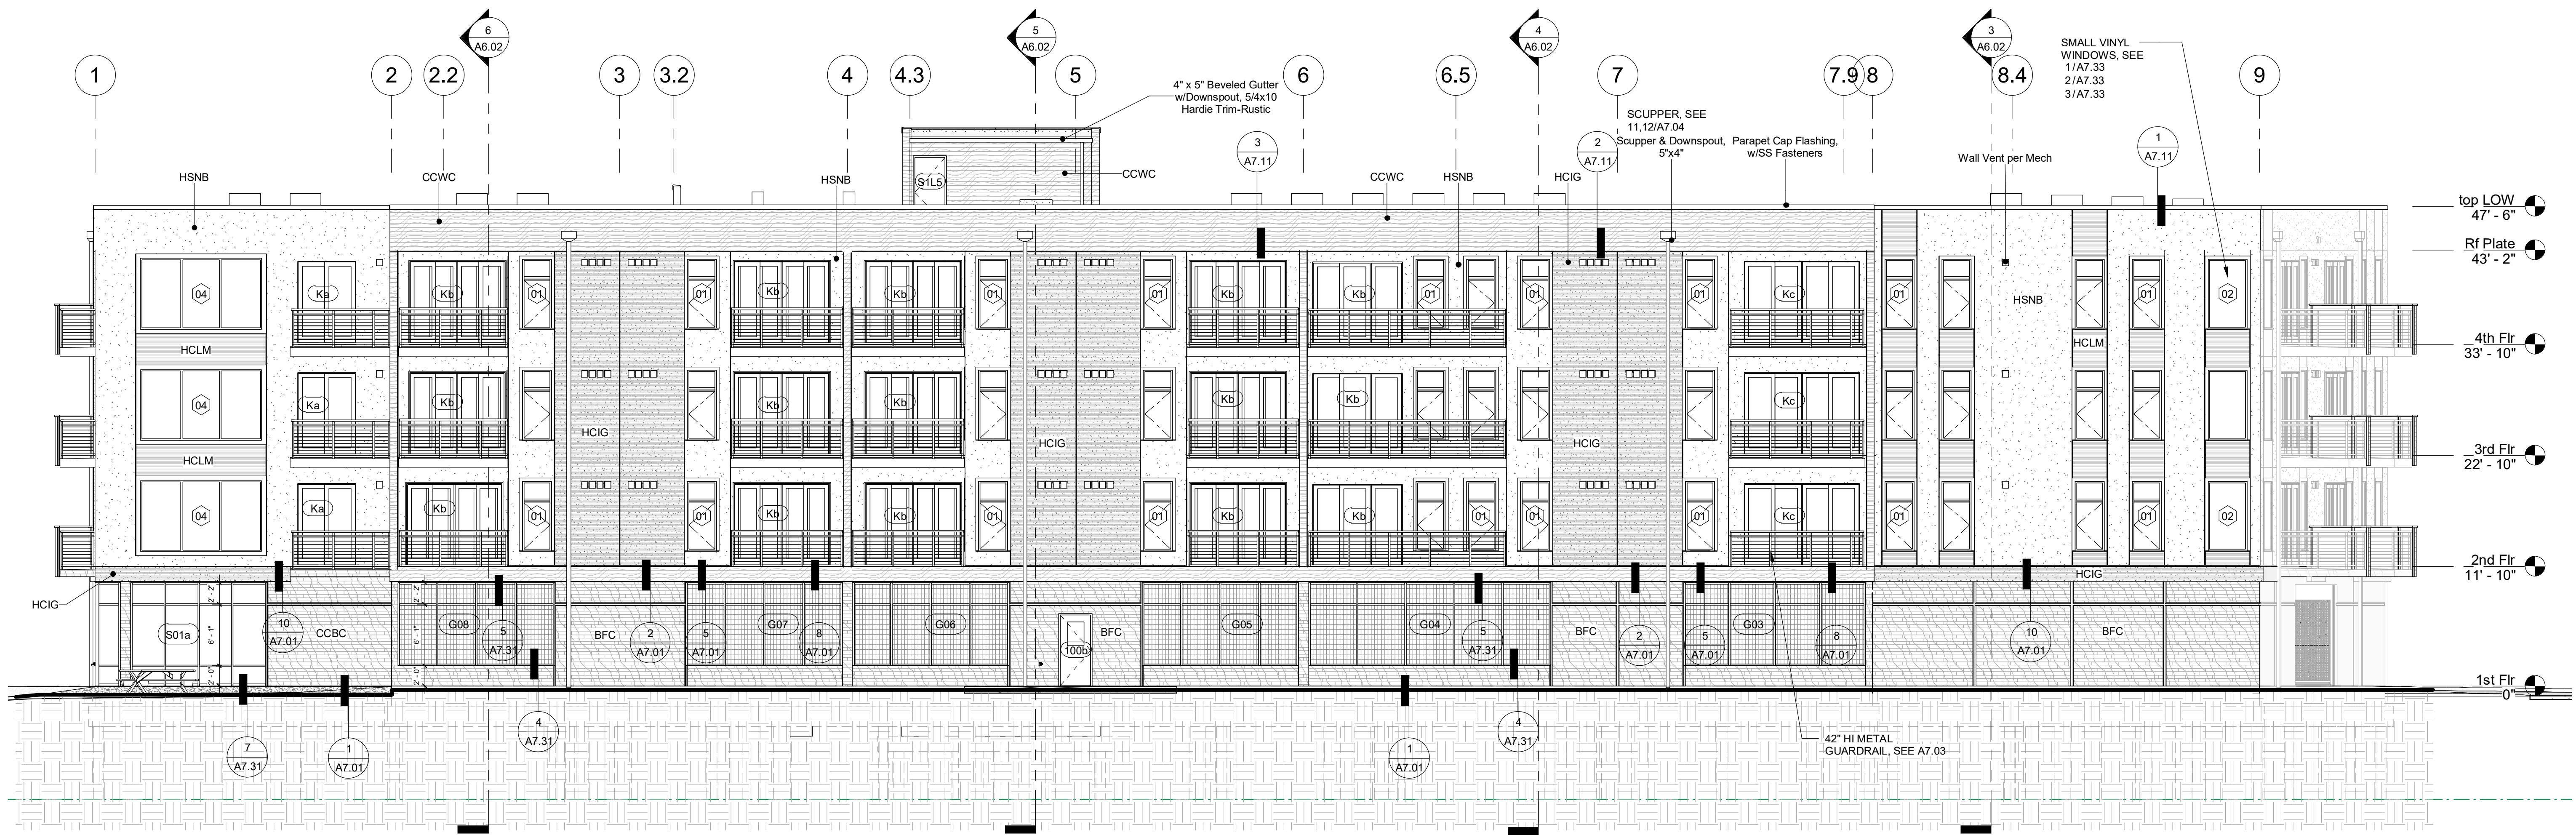 6
A6.02
5
A6.02
4
A6.02
3
A6.02
1
2
2.2
3
3.2
4
4.3
5
6
6.5
7
7.9
8
8.4
9
SMALL VINYL
WINDOWS, SEE
1/A7.33
2/A7.33
3/A7.33
4" x 5" Beveled Gutter
w/Downspout, 5/4x10
Hardie Trim-Rustic
SCUPPER, SEE
11,12/A7.04
Scupper & Downspout,
5"x4"
Parapet Cap Flashing,
w/SS Fasteners
3
A7.11
2
A7.11
1
A7.11
Wall Vent per Mech
HSNB
CCWC
HSNB
S1L5
CCWC
CCWC
HSNB
HCIG
top LOW
47' - 6"
Rf Plate
43' - 2"
4th Flr
33' - 10"
3rd Flr
22' - 10"
2nd Flr
11' - 10"
1st Flr
0"
04
Ka
Kb
01
01
Kb
Kb
01
01
Kb
Kb
01
01
01
Kc
01
HSNB
01
02
HCLM
HCLM
04
Ka
Kb
Kb
Kb
Kb
Kb
Kc
HCIG
HCIG
HCIG
HCLM
04
Ka
Kb
01
01
Kb
Kb
01
01
Kb
Kb
01
01
01
Kc
01
01
02
HCIG
HCIG
2' - 2"
6' - 1"
2' - 0"
2' - 2"
6' - 1"
2' - 0"
S01a
10
A7.01
CCBC
G08
5
A7.31
BFC
2
A7.01
5
A7.01
G07
8
A7.01
G06
100b
BFC
G05
G04
5
A7.31
BFC
2
A7.01
5
A7.01
G03
8
A7.01
10
A7.01
BFC
7
A7.31
1
A7.01
4
A7.31
1
A7.01
4
A7.31
42" HI METAL
GUARDRAIL, SEE A7.03